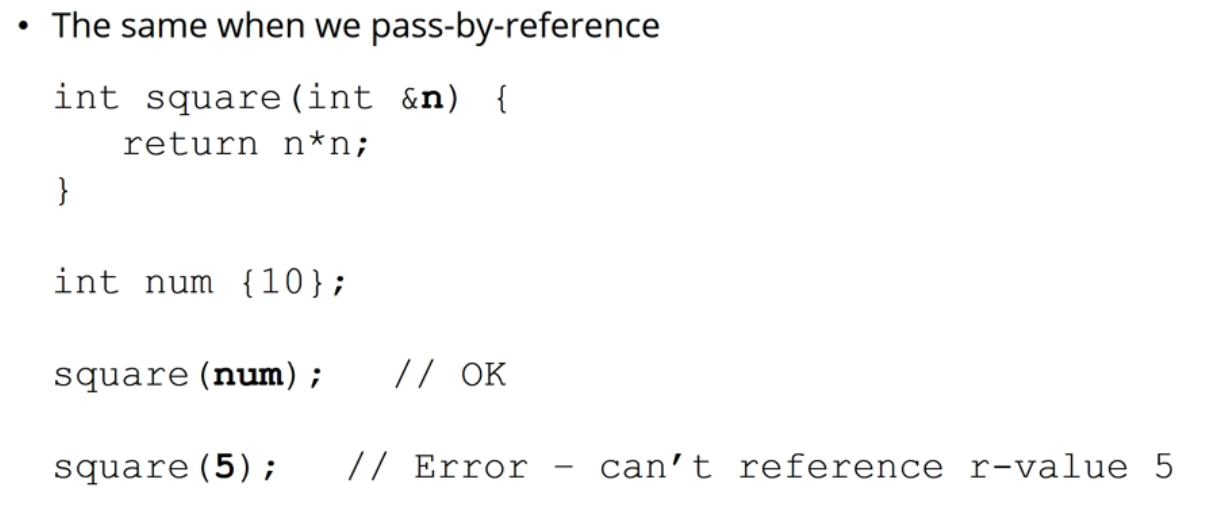 • The same when we pass-by-reference
int square(int &n) {
return n*n;
}
int num {10};
square(num);   // OK
square(5);   // Error – can't reference r-value 5